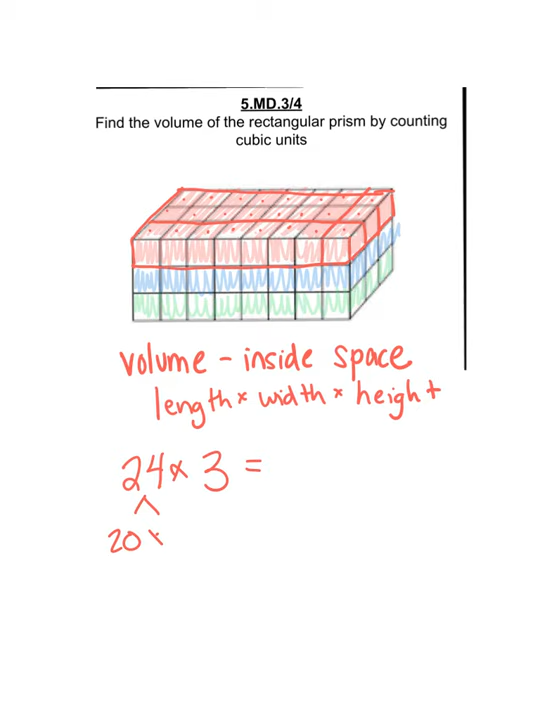 5.MD.3/4
Find the volume of the rectangular prism by counting
cubic units
volume - inside space
length × width × height
24 × 3 =
20